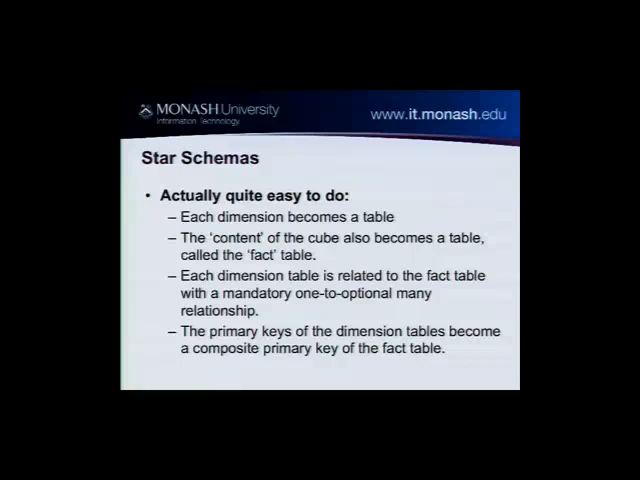 MONASH University
Information Technology
www.it.monash.edu
Star Schemas
• Actually quite easy to do:
– Each dimension becomes a table
– The ‘content’ of the cube also becomes a table,
called the ‘fact’ table.
– Each dimension table is related to the fact table
with a mandatory one-to-optional many
relationship.
– The primary keys of the dimension tables become
a composite primary key of the fact table.